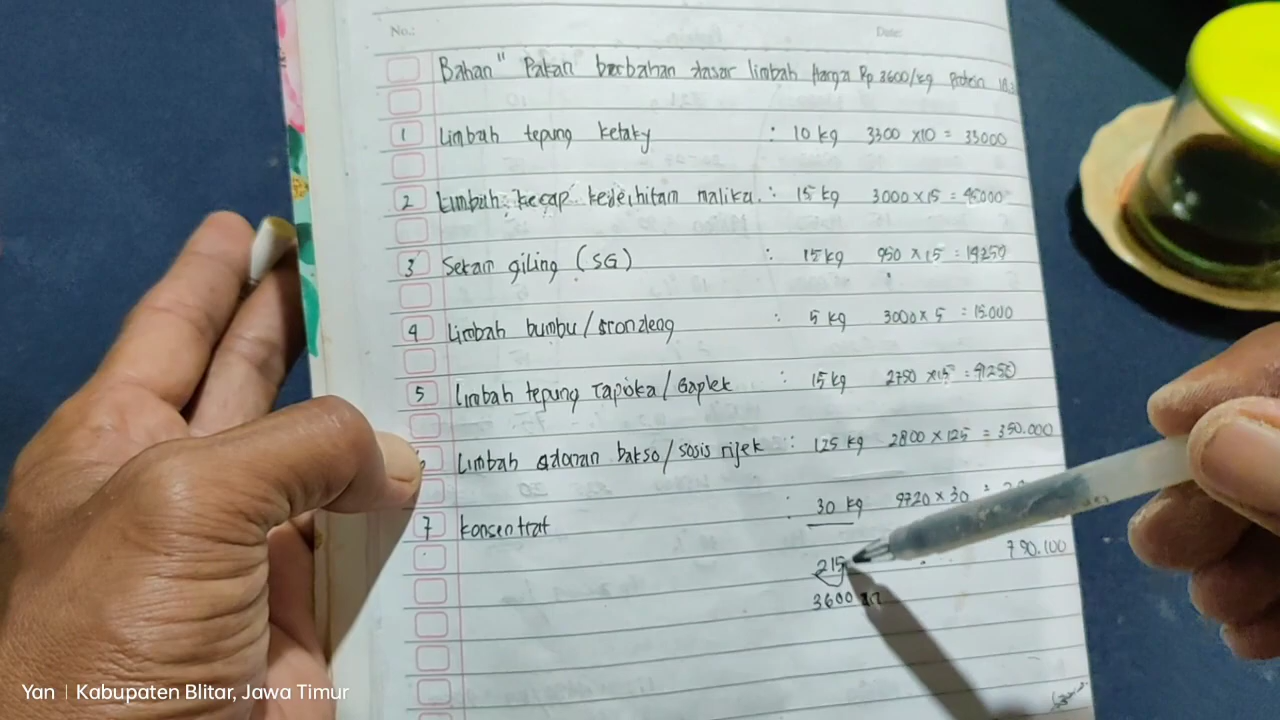 No.: Date:
Bahan" Pakan berbahan dasar limbah Harga Rp 3600/kg Protein
1 Limbah tepung ketaky : 10 kg 3300 x10 = 33000
2 Limbah kecap kedelhitam malika. : 15 kg 3000 x 15 = 45000
3 Sekam giling (SG) : 15 kg 950 x 15 = 14250
4 Limbah bumbu/srondeng : 5 kg 3000 x 5 = 15.000
5 Limbah tepung Tapioka/Gaplek : 15 kg 2750 x15 = 41250
Limbah adonan bakso/sosis rijek : 125 kg 2800 x 125 = 350.000
7 Konsentrat : 30 kg 9720 x 30 =
215 790.100
3600
Yan | Kabupaten Blitar, Jawa Timur